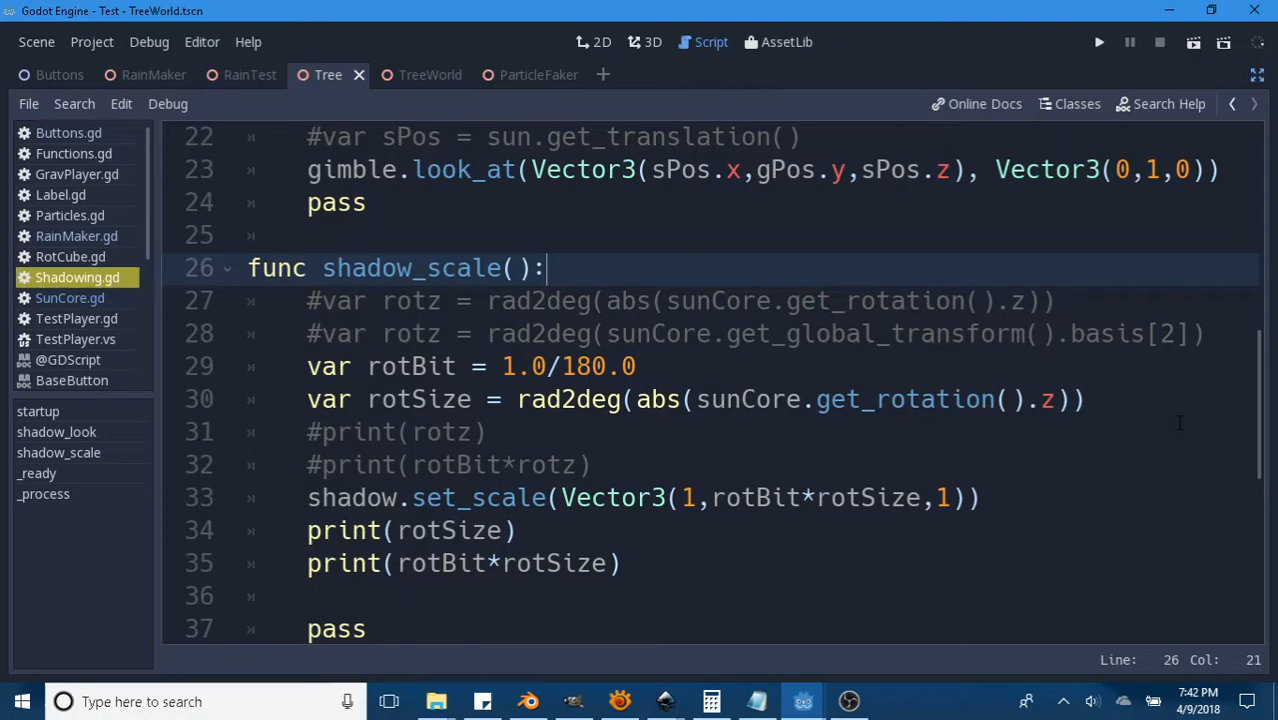 Godot Engine - Test - TreeWorld.tscn
Scene Project Debug Editor Help 2D 3D Script AssetLib
Buttons RainMaker RainTest Tree TreeWorld ParticleFaker
File Search Edit Debug Online Docs Classes Search Help
Buttons.gd
Functions.gd
GravPlayer.gd
Label.gd
Particles.gd
RainMaker.gd
RotCube.gd
Shadowing.gd
SunCore.gd
TestPlayer.gd
TestPlayer.vs
@GDScript
BaseButton
startup
shadow_look
shadow_scale
_ready
_process
22 #var sPos = sun.get_translation()
23 gimble.look_at(Vector3(sPos.x,gPos.y,sPos.z), Vector3(0,1,0))
24 pass
25
26 func shadow_scale():
27 #var rotz = rad2deg(abs(sunCore.get_rotation().z))
28 #var rotz = rad2deg(sunCore.get_global_transform().basis[2])
29 var rotBit = 1.0/180.0
30 var rotSize = rad2deg(abs(sunCore.get_rotation().z))
31 #print(rotz)
32 #print(rotBit*rotz)
33 shadow.set_scale(Vector3(1,rotBit*rotSize,1))
34 print(rotSize)
35 print(rotBit*rotSize)
36
37 pass
Line: 26 Col: 21
Type here to search
7:42 PM
4/9/2018